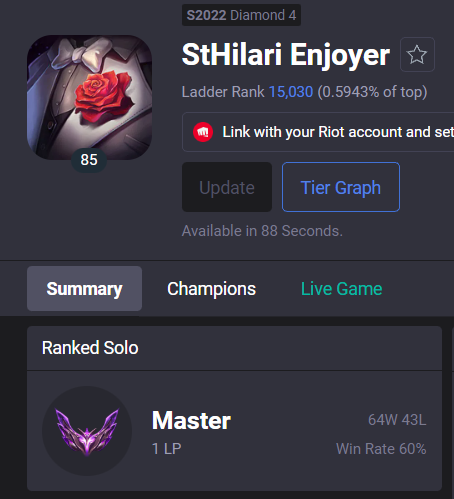 S2022 Diamond 4
StHilari Enjoyer
Ladder Rank 15,030 (0.5943% of top)
85
Link with your Riot account and set
Update
Tier Graph
Available in 88 Seconds.
Summary
Champions
Live Game
Ranked Solo
Master
64W 43L
1 LP
Win Rate 60%